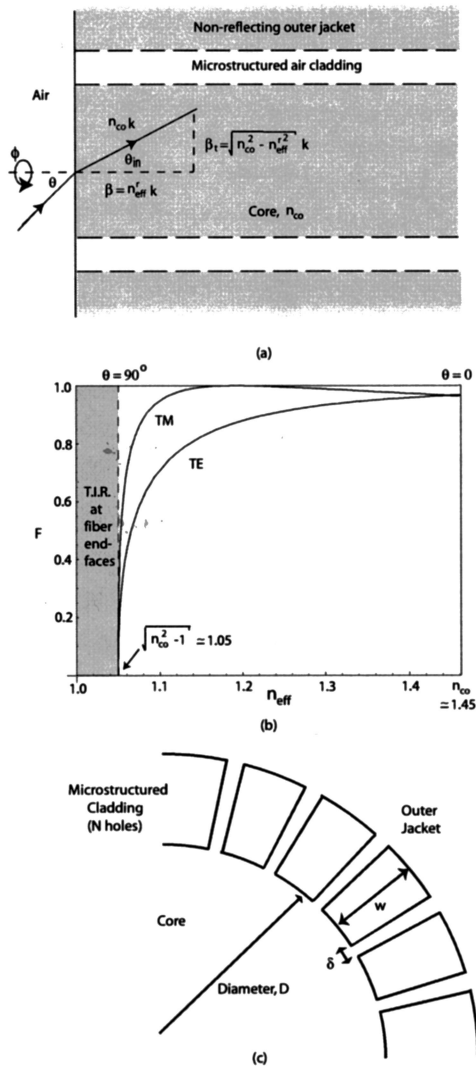 Non-reflecting outer jacket
Microstructured air cladding
Air
n_co k
β_t = √(n_co² - n_eff^r²) k
ϕ
θ
θ_in
β = n_eff^r k
Core, n_co
(a)
θ = 90°
θ = 0
1.0
TM
0.8
TE
T.I.R.
at
fiber
end-
faces
0.6
F
0.4
0.2
√(n_co² - 1) ≃ 1.05
1.0
1.1
1.2
1.3
1.4
n_co
≃ 1.45
n_eff
(b)
Microstructured
Cladding
(N holes)
Outer
Jacket
w
Core
δ
Diameter, D
(c)